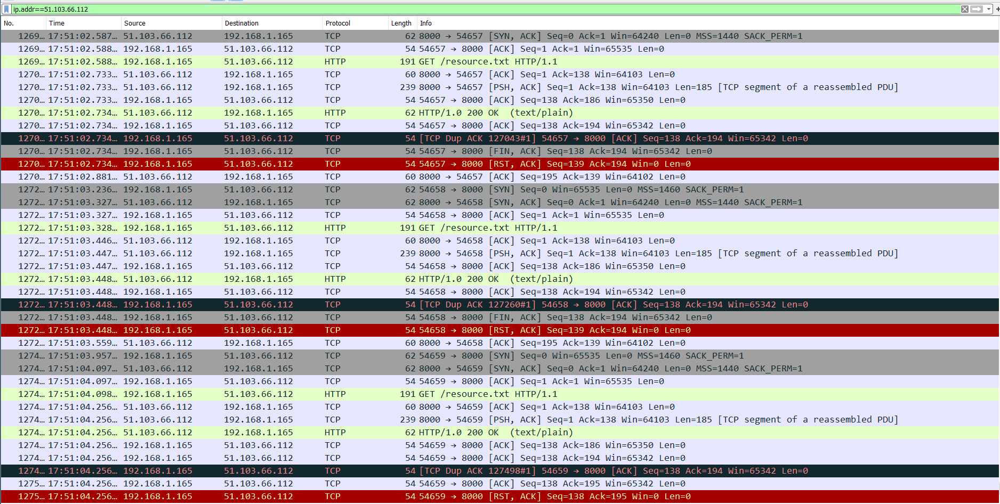 ip.addr==51.103.66.112
No. Time Source Destination Protocol Length Info
1269… 17:51:02.587… 51.103.66.112 192.168.1.165 TCP 62 8000 → 54657 [SYN, ACK] Seq=0 Ack=1 Win=64240 Len=0 MSS=1440 SACK_PERM=1
1269… 17:51:02.588… 192.168.1.165 51.103.66.112 TCP 54 54657 → 8000 [ACK] Seq=1 Ack=1 Win=65535 Len=0
1269… 17:51:02.588… 192.168.1.165 51.103.66.112 HTTP 191 GET /resource.txt HTTP/1.1
1270… 17:51:02.733… 51.103.66.112 192.168.1.165 TCP 60 8000 → 54657 [ACK] Seq=1 Ack=138 Win=64103 Len=0
1270… 17:51:02.733… 51.103.66.112 192.168.1.165 TCP 239 8000 → 54657 [PSH, ACK] Seq=1 Ack=138 Win=64103 Len=185 [TCP segment of a reassembled PDU]
1270… 17:51:02.733… 192.168.1.165 51.103.66.112 TCP 54 54657 → 8000 [ACK] Seq=138 Ack=186 Win=65350 Len=0
1270… 17:51:02.734… 51.103.66.112 192.168.1.165 HTTP 62 HTTP/1.0 200 OK (text/plain)
1270… 17:51:02.734… 192.168.1.165 51.103.66.112 TCP 54 54657 → 8000 [ACK] Seq=138 Ack=194 Win=65342 Len=0
1270… 17:51:02.734… 192.168.1.165 51.103.66.112 TCP 54 [TCP Dup ACK 127043#1] 54657 → 8000 [ACK] Seq=138 Ack=194 Win=65342 Len=0
1270… 17:51:02.734… 192.168.1.165 51.103.66.112 TCP 54 54657 → 8000 [FIN, ACK] Seq=138 Ack=194 Win=65342 Len=0
1270… 17:51:02.734… 192.168.1.165 51.103.66.112 TCP 54 54657 → 8000 [RST, ACK] Seq=139 Ack=194 Win=0 Len=0
1270… 17:51:02.881… 51.103.66.112 192.168.1.165 TCP 60 8000 → 54657 [ACK] Seq=195 Ack=139 Win=64102 Len=0
1272… 17:51:03.236… 192.168.1.165 51.103.66.112 TCP 62 54658 → 8000 [SYN] Seq=0 Win=65535 Len=0 MSS=1460 SACK_PERM=1
1272… 17:51:03.327… 51.103.66.112 192.168.1.165 TCP 62 8000 → 54658 [SYN, ACK] Seq=0 Ack=1 Win=64240 Len=0 MSS=1440 SACK_PERM=1
1272… 17:51:03.327… 192.168.1.165 51.103.66.112 TCP 54 54658 → 8000 [ACK] Seq=1 Ack=1 Win=65535 Len=0
1272… 17:51:03.328… 192.168.1.165 51.103.66.112 HTTP 191 GET /resource.txt HTTP/1.1
1272… 17:51:03.446… 51.103.66.112 192.168.1.165 TCP 60 8000 → 54658 [ACK] Seq=1 Ack=138 Win=64103 Len=0
1272… 17:51:03.447… 51.103.66.112 192.168.1.165 TCP 239 8000 → 54658 [PSH, ACK] Seq=1 Ack=138 Win=64103 Len=185 [TCP segment of a reassembled PDU]
1272… 17:51:03.447… 192.168.1.165 51.103.66.112 TCP 54 54658 → 8000 [ACK] Seq=138 Ack=186 Win=65350 Len=0
1272… 17:51:03.448… 51.103.66.112 192.168.1.165 HTTP 62 HTTP/1.0 200 OK (text/plain)
1272… 17:51:03.448… 192.168.1.165 51.103.66.112 TCP 54 54658 → 8000 [ACK] Seq=138 Ack=194 Win=65342 Len=0
1272… 17:51:03.448… 192.168.1.165 51.103.66.112 TCP 54 [TCP Dup ACK 127260#1] 54658 → 8000 [ACK] Seq=138 Ack=194 Win=65342 Len=0
1272… 17:51:03.448… 192.168.1.165 51.103.66.112 TCP 54 54658 → 8000 [FIN, ACK] Seq=138 Ack=194 Win=65342 Len=0
1272… 17:51:03.448… 192.168.1.165 51.103.66.112 TCP 54 54658 → 8000 [RST, ACK] Seq=139 Ack=194 Win=0 Len=0
1272… 17:51:03.559… 51.103.66.112 192.168.1.165 TCP 60 8000 → 54658 [ACK] Seq=195 Ack=139 Win=64102 Len=0
1274… 17:51:03.957… 192.168.1.165 51.103.66.112 TCP 62 54659 → 8000 [SYN] Seq=0 Win=65535 Len=0 MSS=1460 SACK_PERM=1
1274… 17:51:04.097… 51.103.66.112 192.168.1.165 TCP 62 8000 → 54659 [SYN, ACK] Seq=0 Ack=1 Win=64240 Len=0 MSS=1440 SACK_PERM=1
1274… 17:51:04.097… 192.168.1.165 51.103.66.112 TCP 54 54659 → 8000 [ACK] Seq=1 Ack=1 Win=65535 Len=0
1274… 17:51:04.098… 192.168.1.165 51.103.66.112 HTTP 191 GET /resource.txt HTTP/1.1
1274… 17:51:04.256… 51.103.66.112 192.168.1.165 TCP 60 8000 → 54659 [ACK] Seq=1 Ack=138 Win=64103 Len=0
1274… 17:51:04.256… 51.103.66.112 192.168.1.165 TCP 239 8000 → 54659 [PSH, ACK] Seq=1 Ack=138 Win=64103 Len=185 [TCP segment of a reassembled PDU]
1274… 17:51:04.256… 51.103.66.112 192.168.1.165 HTTP 62 HTTP/1.0 200 OK (text/plain)
1274… 17:51:04.256… 192.168.1.165 51.103.66.112 TCP 54 54659 → 8000 [ACK] Seq=138 Ack=186 Win=65350 Len=0
1274… 17:51:04.256… 192.168.1.165 51.103.66.112 TCP 54 54659 → 8000 [ACK] Seq=138 Ack=194 Win=65342 Len=0
1274… 17:51:04.256… 192.168.1.165 51.103.66.112 TCP 54 [TCP Dup ACK 127498#1] 54659 → 8000 [ACK] Seq=138 Ack=194 Win=65342 Len=0
1275… 17:51:04.256… 192.168.1.165 51.103.66.112 TCP 54 54659 → 8000 [ACK] Seq=138 Ack=195 Win=65342 Len=0
1275… 17:51:04.256… 192.168.1.165 51.103.66.112 TCP 54 54659 → 8000 [RST, ACK] Seq=138 Ack=195 Win=0 Len=0